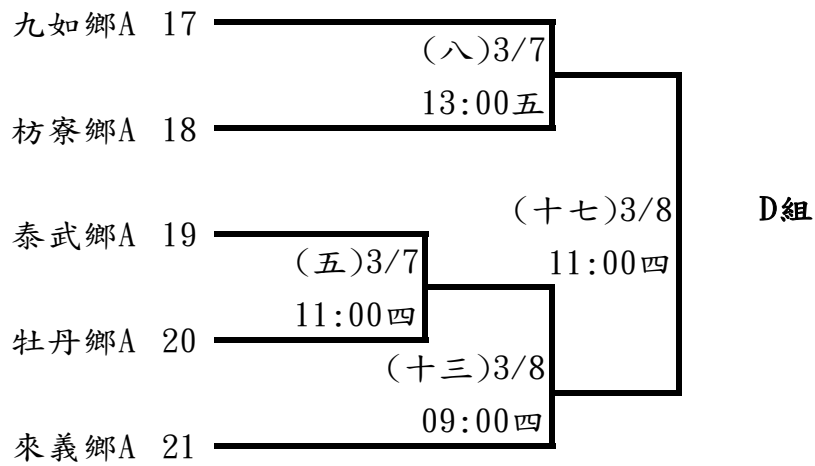 九如鄉A 17
(八)3/7
13:00五
枋寮鄉A 18
(十七)3/8
D組
泰武鄉A 19
(五)3/7
11:00四
11:00四
牡丹鄉A 20
(十三)3/8
09:00四
來義鄉A 21